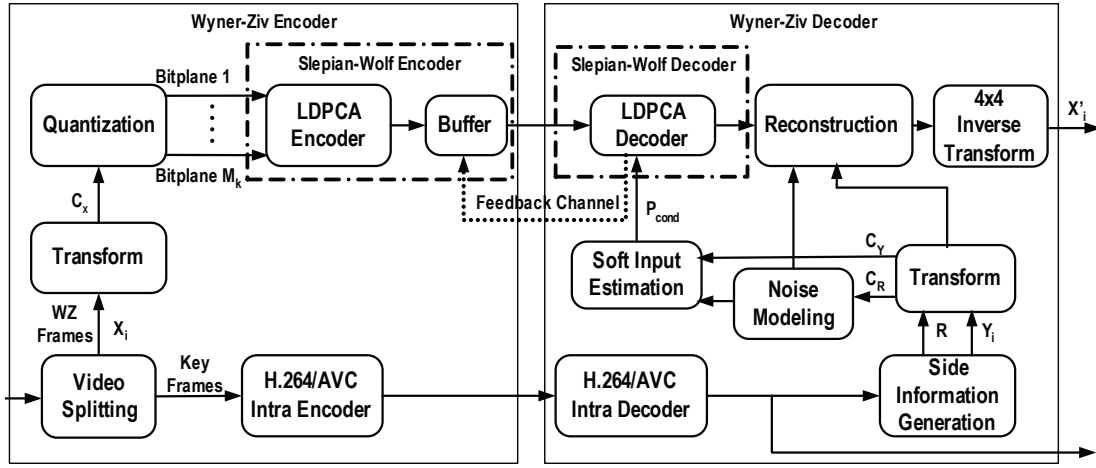 Wyner-Ziv Encoder
Wyner-Ziv Decoder
Slepian-Wolf Encoder
Slepian-Wolf Decoder
Bitplane 1
Bitplane Mk
Quantization
LDPCA
Encoder
Buffer
LDPCA
Decoder
Reconstruction
4x4
Inverse
Transform
X'i
Feedback Channel
Pcond
Cx
Transform
WZ
Frames
Xi
Soft Input
Estimation
CY
CR
Noise
Modeling
Transform
R
Yi
Video
Splitting
Key
Frames
H.264/AVC
Intra Encoder
H.264/AVC
Intra Decoder
Side
Information
Generation